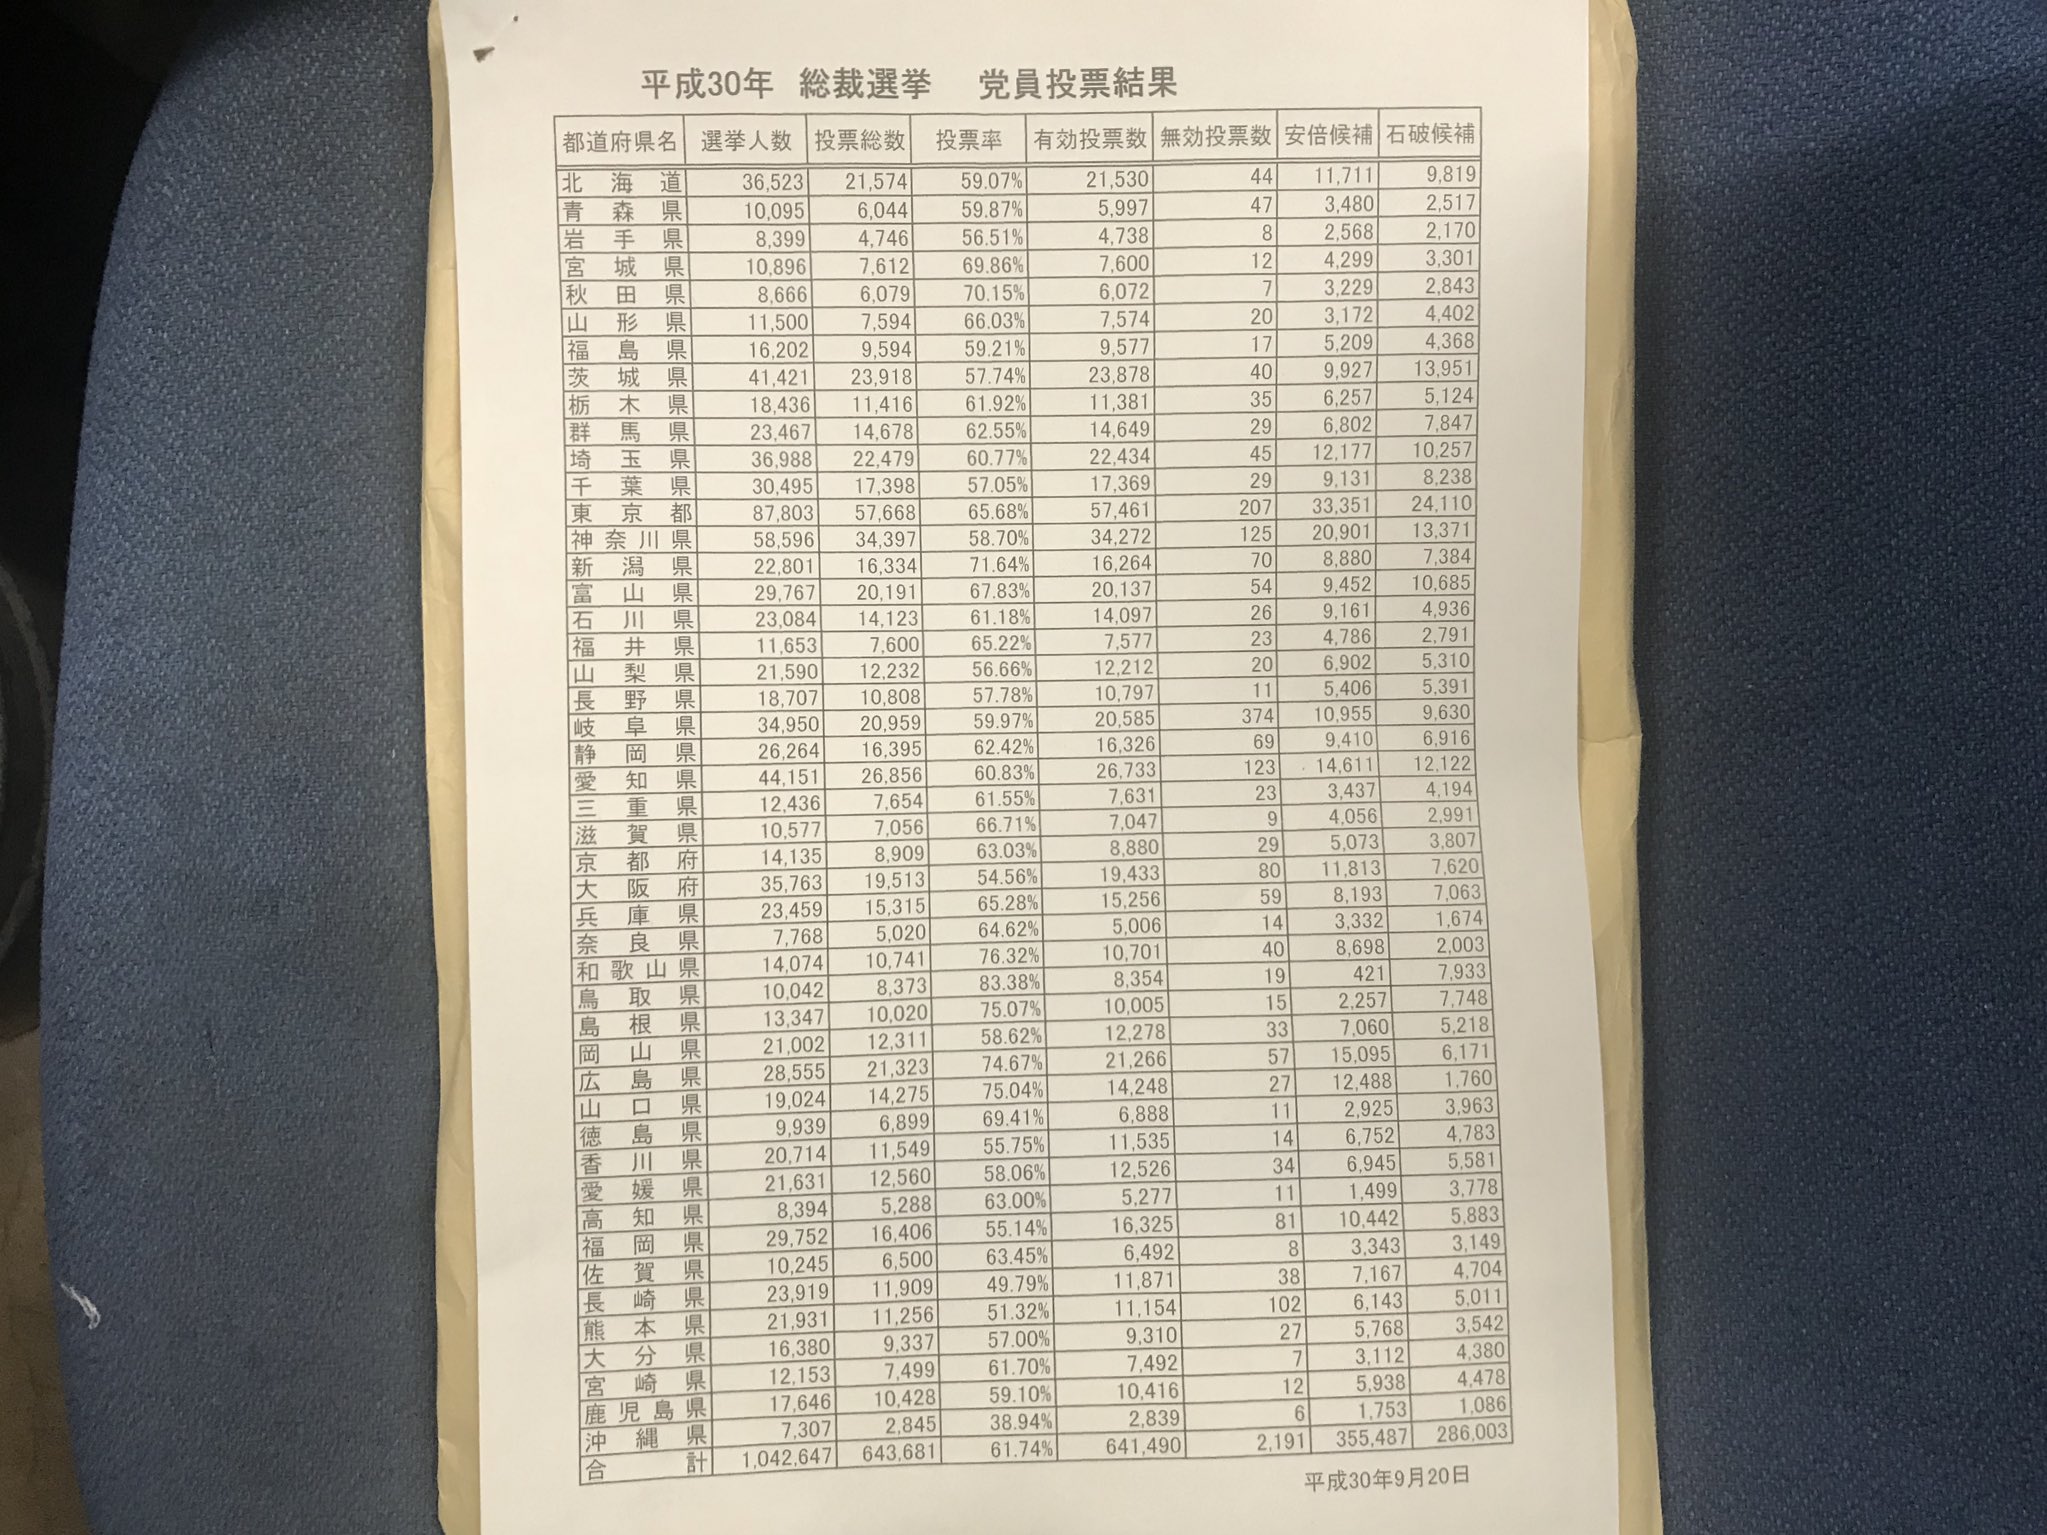 平成30年 総裁選挙 党員投票結果
都道府県名 選挙人数 投票総数 投票率 有効投票数 無効投票数 安倍候補 石破候補
北海道 36,523 21,574 59.07% 21,530 44 11,711 9,819
青森県 10,095 6,044 59.87% 5,997 47 3,480 2,517
岩手県 8,399 4,746 56.51% 4,738 8 2,568 2,170
宮城県 10,896 7,612 69.86% 7,600 12 4,299 3,301
秋田県 8,666 6,079 70.15% 6,072 7 3,229 2,843
山形県 11,500 7,594 66.03% 7,574 20 3,172 4,402
福島県 16,202 9,594 59.21% 9,577 17 5,209 4,368
茨城県 41,421 23,918 57.74% 23,878 40 9,927 13,951
栃木県 18,436 11,416 61.92% 11,381 35 6,257 5,124
群馬県 23,467 14,678 62.55% 14,649 29 6,802 7,847
埼玉県 36,988 22,479 60.77% 22,434 45 12,177 10,257
千葉県 30,495 17,398 57.05% 17,369 29 9,131 8,238
東京都 87,803 57,668 65.68% 57,461 207 33,351 24,110
神奈川県 58,596 34,397 58.70% 34,272 125 20,901 13,371
新潟県 22,801 16,334 71.64% 16,264 70 8,880 7,384
富山県 29,767 20,191 67.83% 20,137 54 9,452 10,685
石川県 23,084 14,123 61.18% 14,097 26 9,161 4,936
福井県 11,653 7,600 65.22% 7,577 23 4,786 2,791
山梨県 21,590 12,232 56.66% 12,212 20 6,902 5,310
長野県 18,707 10,808 57.78% 10,797 11 5,406 5,391
岐阜県 34,950 20,959 59.97% 20,585 374 10,955 9,630
静岡県 26,264 16,395 62.42% 16,326 69 9,410 6,916
愛知県 44,151 26,856 60.83% 26,733 123 14,611 12,122
三重県 12,436 7,654 61.55% 7,631 23 3,437 4,194
滋賀県 10,577 7,056 66.71% 7,047 9 4,056 2,991
京都府 14,135 8,909 63.03% 8,880 29 5,073 3,807
大阪府 35,763 19,513 54.56% 19,433 80 11,813 7,620
兵庫県 23,459 15,315 65.28% 15,256 59 8,193 7,063
奈良県 7,768 5,020 64.62% 5,006 14 3,332 1,674
和歌山県 14,074 10,741 76.32% 10,701 40 8,698 2,003
鳥取県 10,042 8,373 83.38% 8,354 19 421 7,933
島根県 13,347 10,020 75.07% 10,005 15 2,257 7,748
岡山県 21,002 12,311 58.62% 12,278 33 7,060 5,218
広島県 28,555 21,323 74.67% 21,266 57 15,095 6,171
山口県 19,024 14,275 75.04% 14,248 27 12,488 1,760
徳島県 9,939 6,899 69.41% 6,888 11 2,925 3,963
香川県 20,714 11,549 55.75% 11,535 14 6,752 4,783
愛媛県 21,631 12,560 58.06% 12,526 34 6,945 5,581
高知県 8,394 5,288 63.00% 5,277 11 1,499 3,778
福岡県 29,752 16,406 55.14% 16,325 81 10,442 5,883
佐賀県 10,245 6,500 63.45% 6,492 8 3,343 3,149
長崎県 23,919 11,909 49.79% 11,871 38 7,167 4,704
熊本県 21,931 11,256 51.32% 11,154 102 6,143 5,011
大分県 16,380 9,337 57.00% 9,310 27 5,768 3,542
宮崎県 12,153 7,499 61.70% 7,492 7 3,112 4,380
鹿児島県 17,646 10,428 59.10% 10,416 12 5,938 4,478
沖縄県 7,307 2,845 38.94% 2,839 6 1,753 1,086
合計 1,042,647 643,681 61.74% 641,490 2,191 355,487 286,003
平成30年9月20日